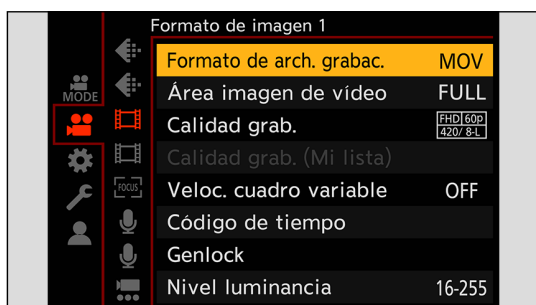 Formato de imagen 1
Formato de arch. grabac. MOV
MODE
Área imagen de vídeo FULL
Calidad grab. FHD 60p 420/ 8-L
Calidad grab. (Mi lista)
FOCUS
Veloc. cuadro variable OFF
Código de tiempo
Genlock
Nivel luminancia 16-255